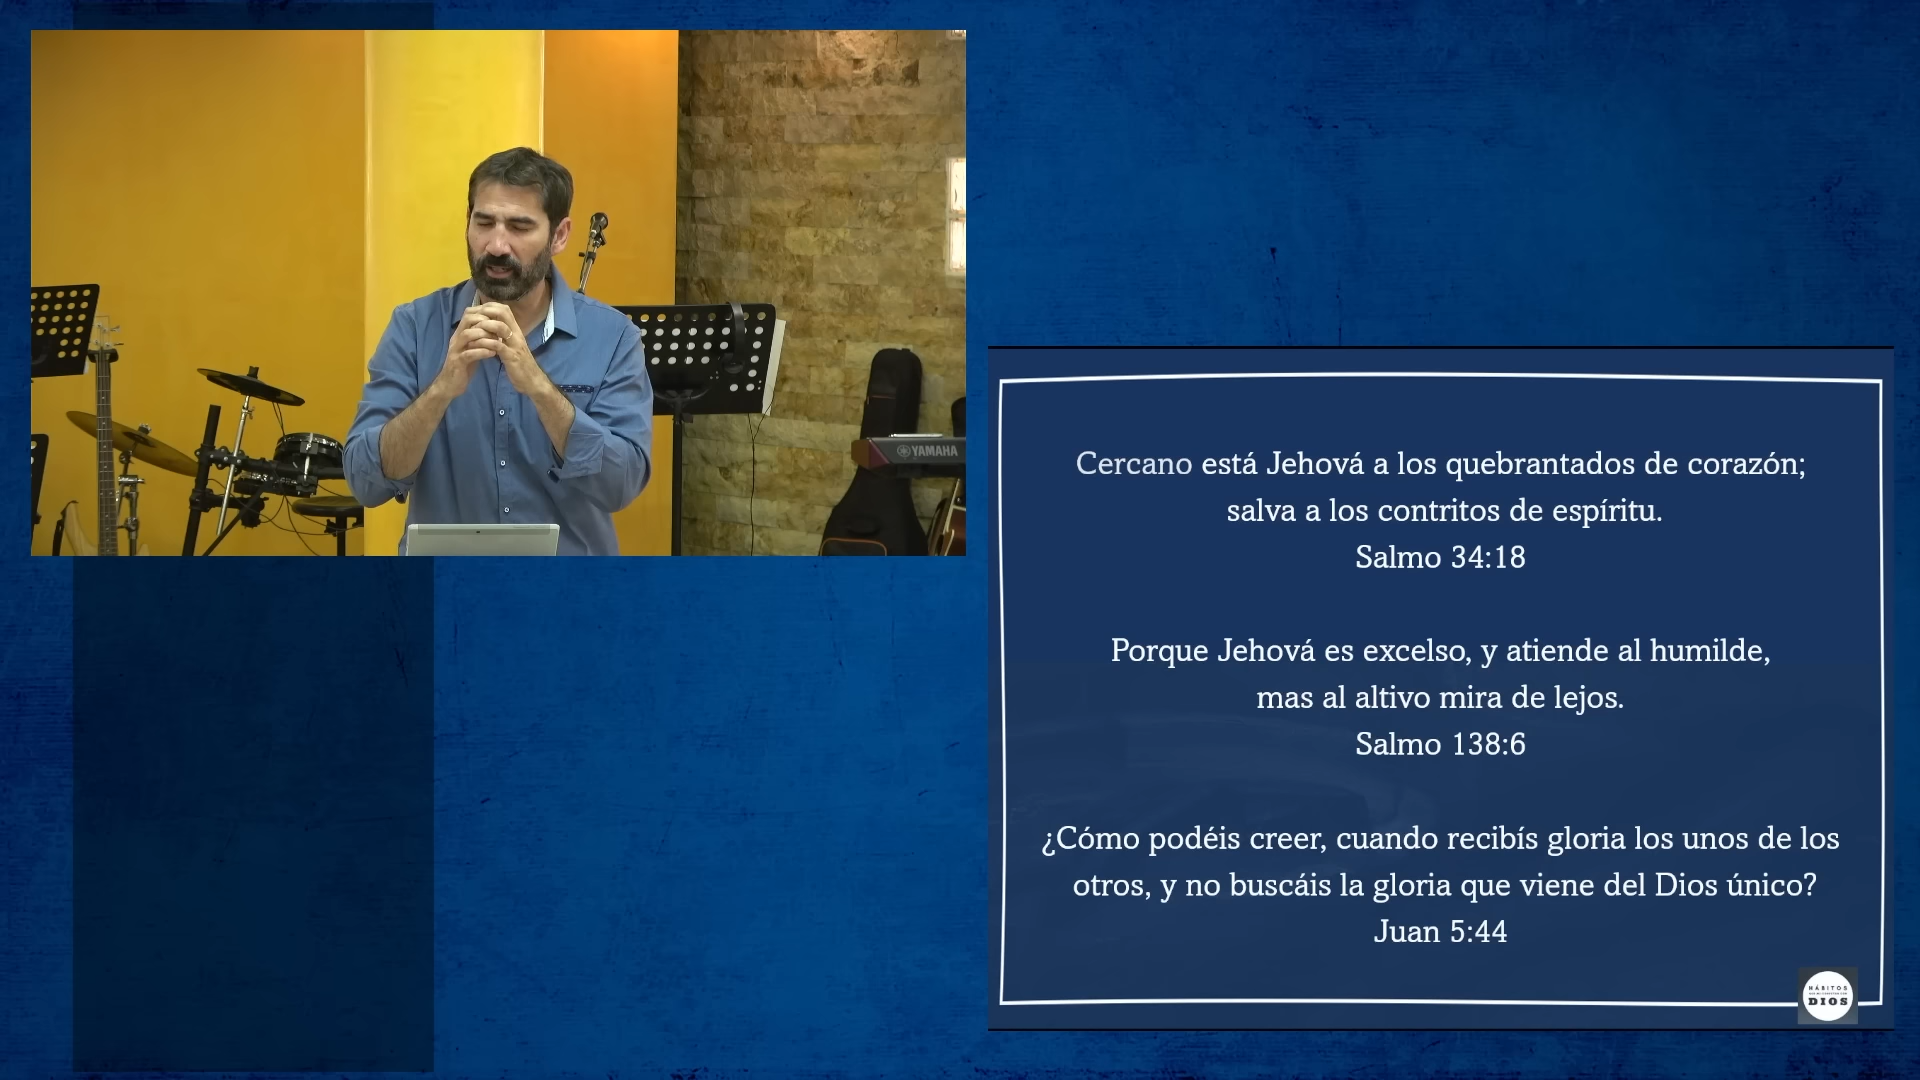 YAMAHA
Cercano está Jehová a los quebrantados de corazón;
salva a los contritos de espíritu.
Salmo 34:18
Porque Jehová es excelso, y atiende al humilde,
mas al altivo mira de lejos.
Salmo 138:6
¿Cómo podéis creer, cuando recibís gloria los unos de los
otros, y no buscáis la gloria que viene del Dios único?
Juan 5:44
HÁBITOS
DIOS